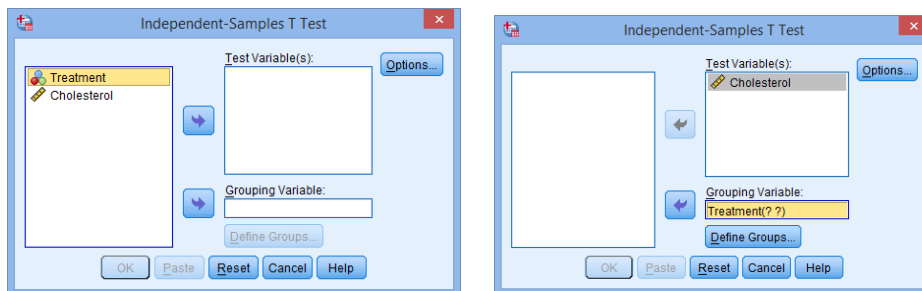 Independent-Samples T Test
Test Variable(s):
Options...
Treatment
Cholesterol
Grouping Variable:
Define Groups...
OK Paste Reset Cancel Help
Independent-Samples T Test
Test Variable(s):
Options...
Cholesterol
Grouping Variable:
Treatment(? ?)
Define Groups...
OK Paste Reset Cancel Help